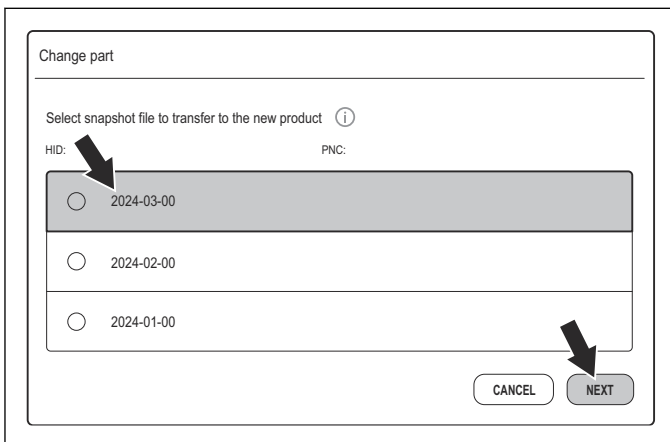 Change part
Select snapshot file to transfer to the new product i
HID: PNC:
2024-03-00
2024-02-00
2024-01-00
CANCEL NEXT